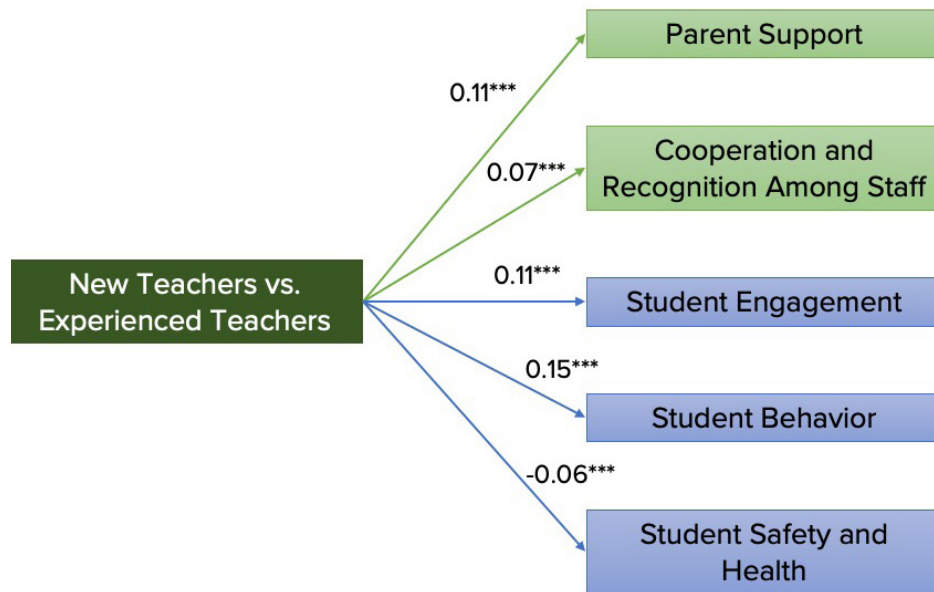 Parent Support
0.11***
Cooperation and
Recognition Among Staff
0.07***
New Teachers vs.
Experienced Teachers
0.11***
Student Engagement
0.15***
Student Behavior
-0.06***
Student Safety and
Health